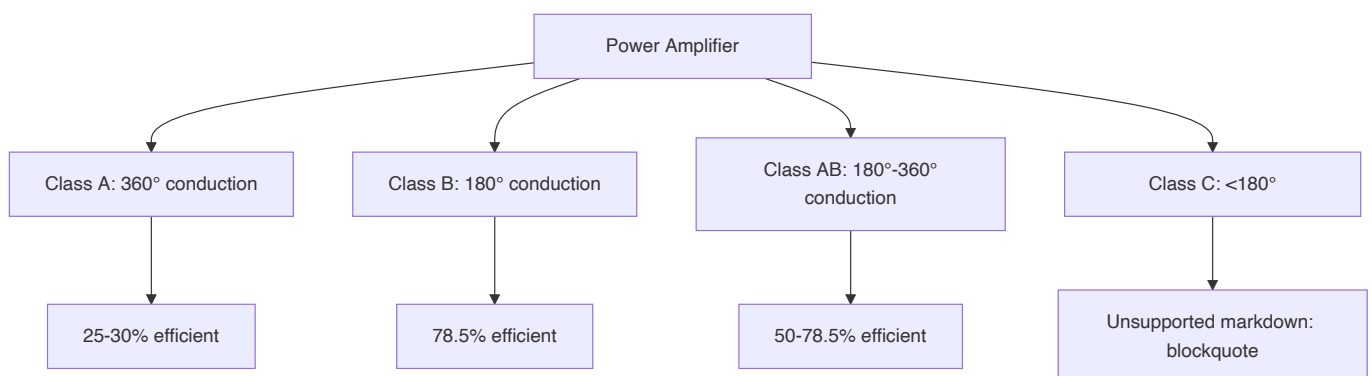 Power Amplifier
Class A: 360° conduction
Class B: 180° conduction
Class AB: 180°-360°
conduction
Class C: <180°
25-30% efficient
78.5% efficient
50-78.5% efficient
Unsupported markdown:
blockquote